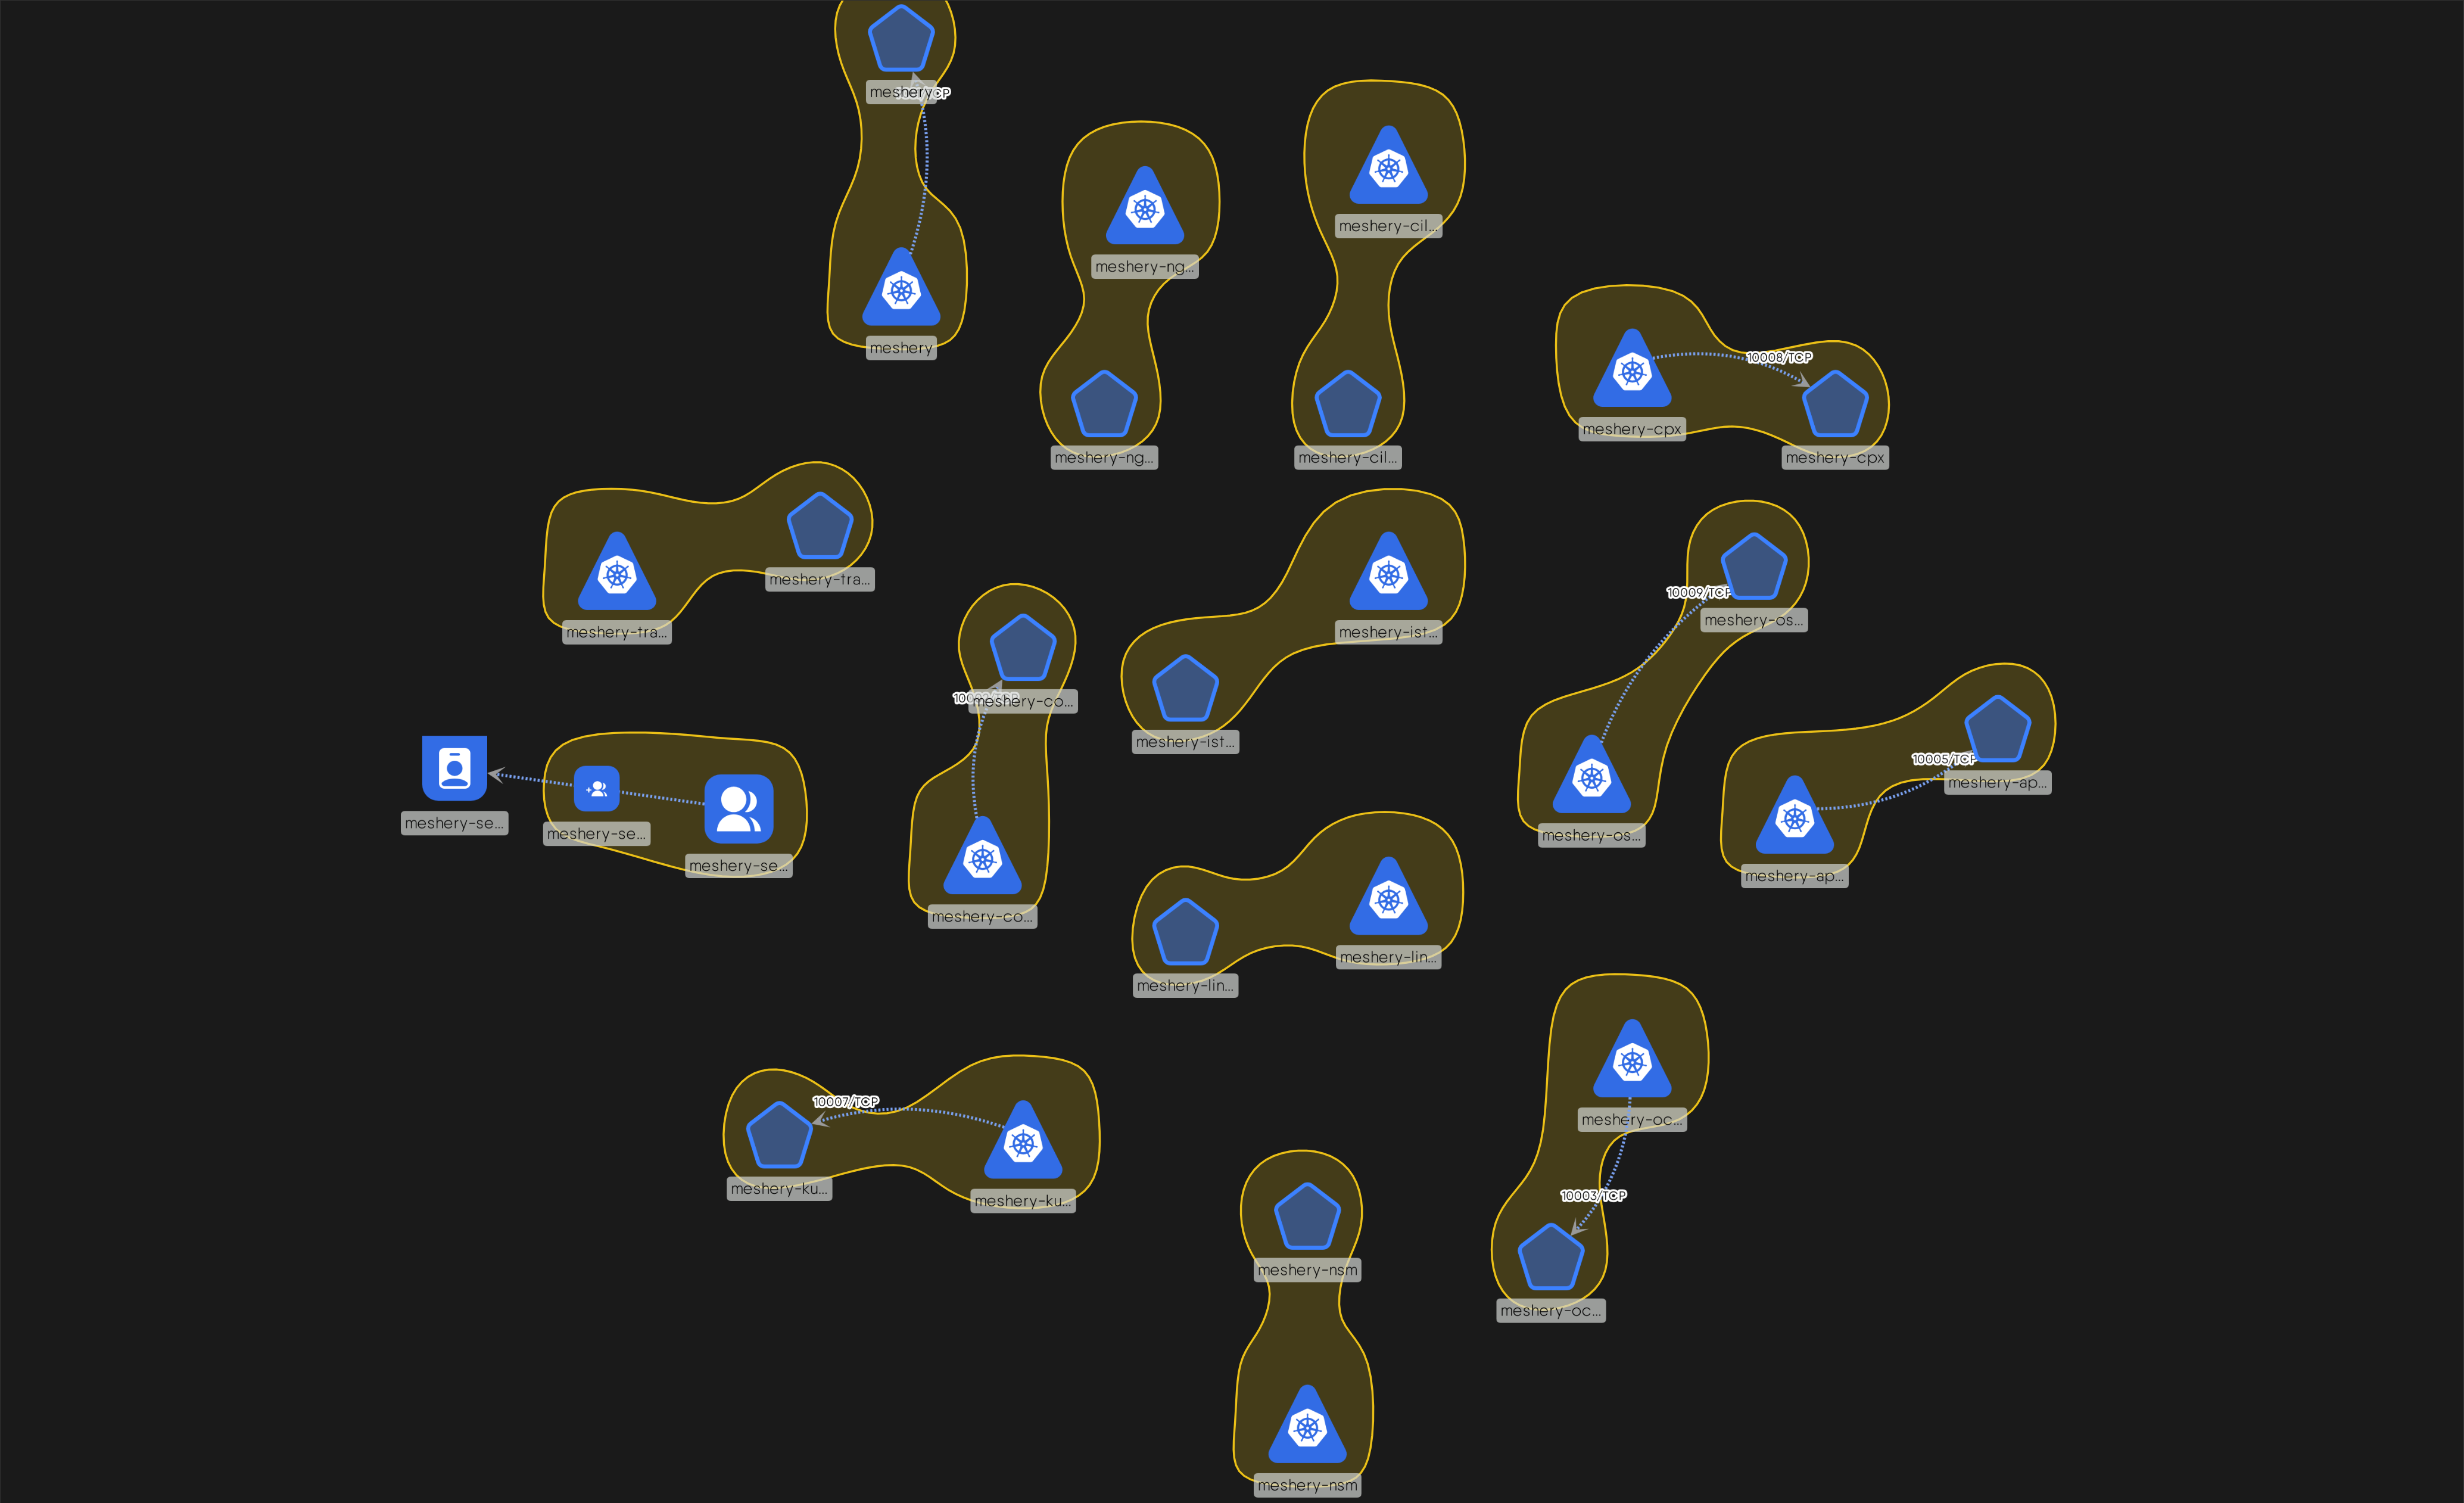 meshery
meshery
meshery-ng...
meshery-ng...
meshery-cil...
meshery-cil...
10008/TCP
meshery-cpx
meshery-cpx
meshery-tra...
meshery-tra...
meshery-ist...
meshery-ist...
10009/TCP
meshery-os...
meshery-os...
meshery-co...
meshery-co...
10005/TCP
meshery-ap...
meshery-ap...
meshery-se...
meshery-se...
meshery-se...
meshery-lin...
meshery-lin...
10007/TCP
meshery-ku...
meshery-ku...
meshery-oc...
10003/TCP
meshery-oc...
meshery-nsm
meshery-nsm